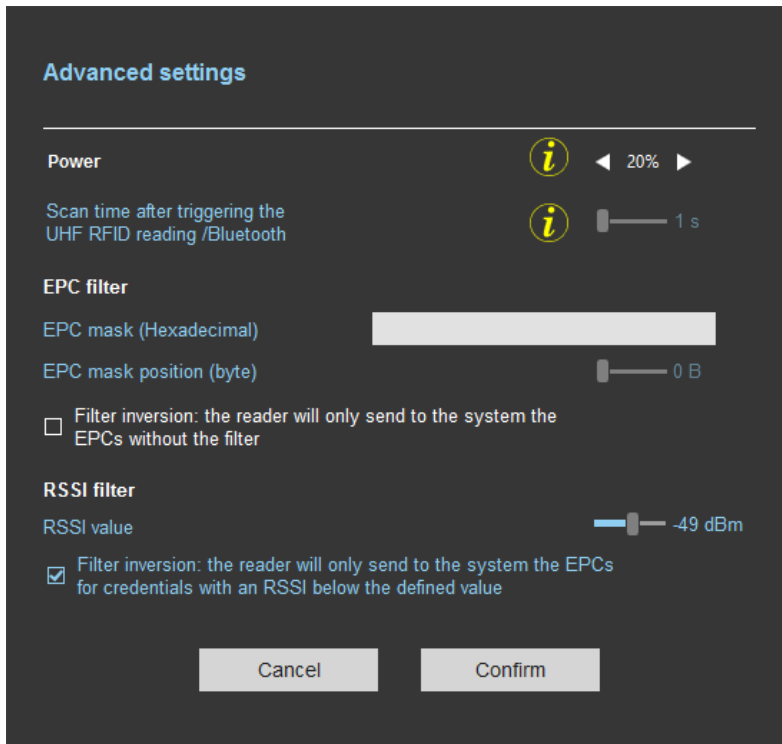 Advanced settings
Power
i
20%
Scan time after triggering the
UHF RFID reading /Bluetooth
i
1 s
EPC filter
EPC mask (Hexadecimal)
EPC mask position (byte)
0 B
Filter inversion: the reader will only send to the system the
EPCs without the filter
RSSI filter
RSSI value
-49 dBm
Filter inversion: the reader will only send to the system the EPCs
for credentials with an RSSI below the defined value
Cancel
Confirm